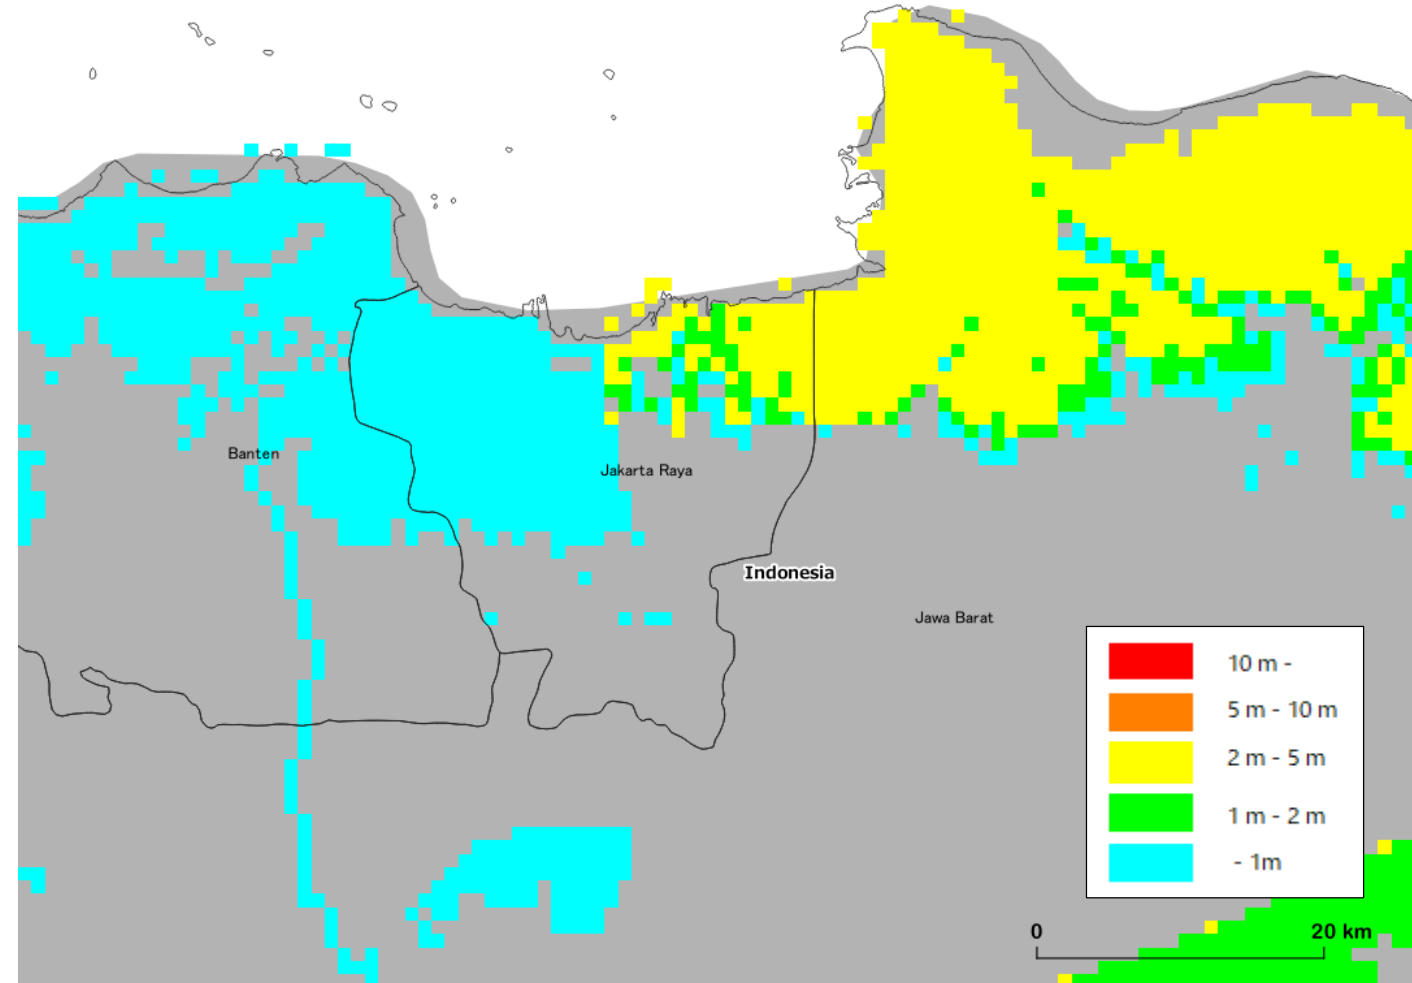 Banten
Jakarta Raya
Indonesia
Jawa Barat
10 m -
5 m - 10 m
2 m - 5 m
1 m - 2 m
- 1m
0 20 km